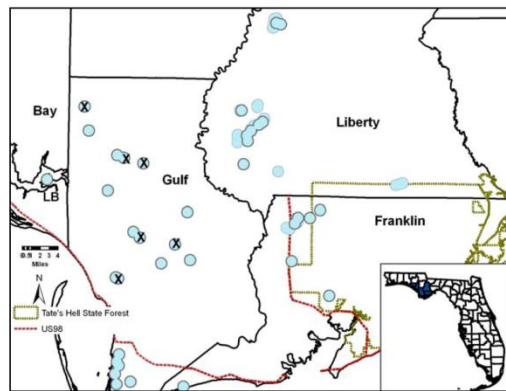 Bay
Liberty
Gulf
LB
Franklin
Miles
N
Tate's Hell State Forest
US98
X
X
X
X
X
X